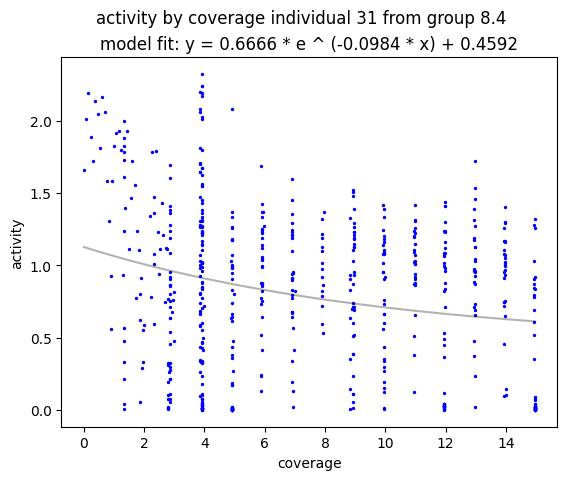 activity by coverage individual 31 from group 8.4
model fit: y = 0.6666 * e ^ (-0.0984 * x) + 0.4592
activity
2.0
1.5
1.0
0.5
0.0
0 2 4 6 8 10 12 14
coverage